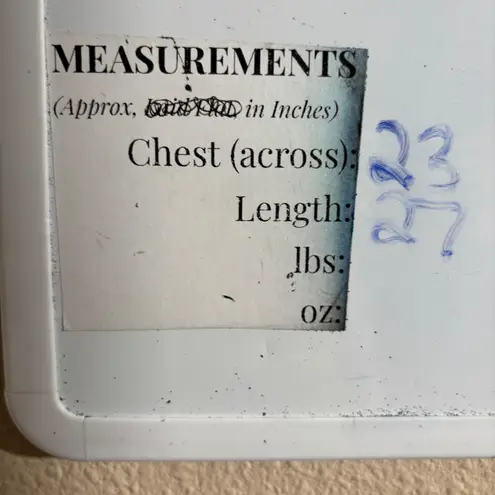 MEASUREMENTS
(Approx, in Inches)
Chest (across): 23
Length: 27
lbs:
oz: